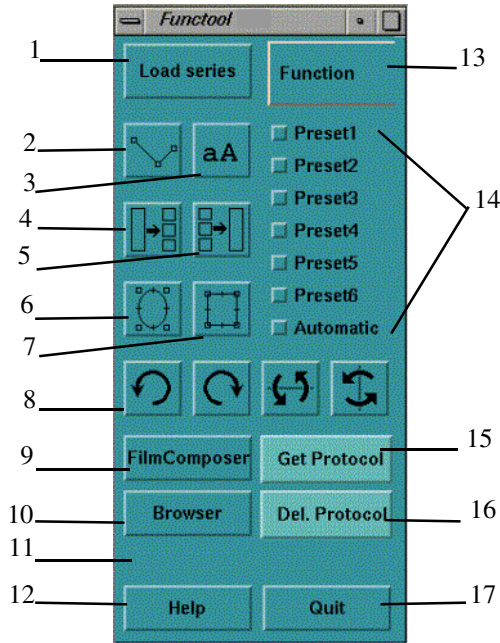 Functool
1
Load series
Function
13
2
aA
3
Preset1
Preset2
Preset3
Preset4
Preset5
Preset6
Automatic
14
4
5
6
7
8
9
FilmComposer
Get Protocol
15
10
Browser
Del. Protocol
16
11
12
Help
Quit
17